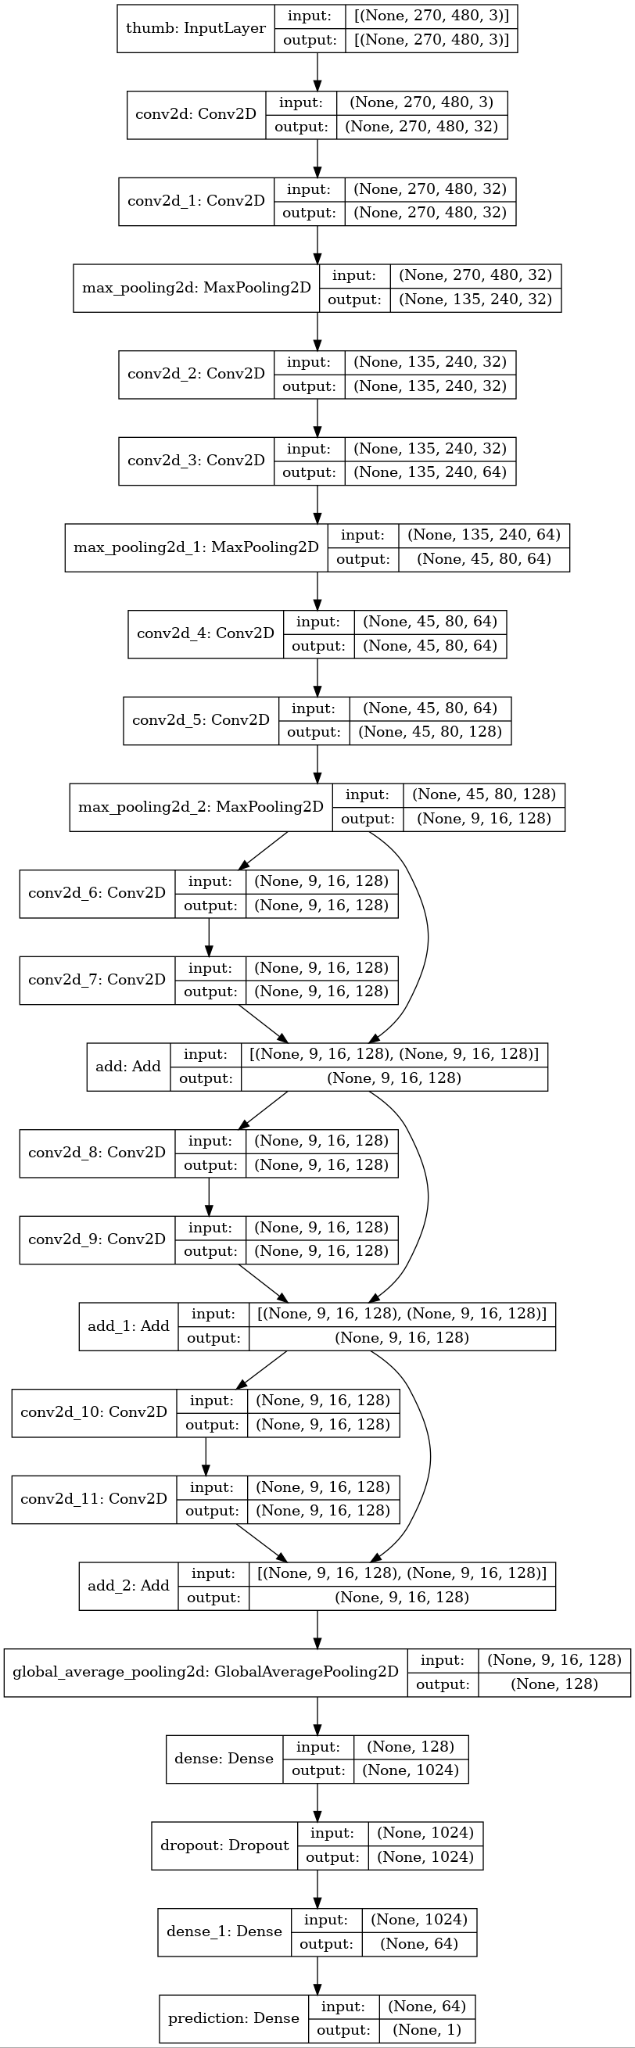 thumb: InputLayer
input: [(None, 270, 480, 3)]
output: [(None, 270, 480, 3)]
conv2d: Conv2D
input: (None, 270, 480, 3)
output: (None, 270, 480, 32)
conv2d_1: Conv2D
input: (None, 270, 480, 32)
output: (None, 270, 480, 32)
max_pooling2d: MaxPooling2D
input: (None, 270, 480, 32)
output: (None, 135, 240, 32)
conv2d_2: Conv2D
input: (None, 135, 240, 32)
output: (None, 135, 240, 32)
conv2d_3: Conv2D
input: (None, 135, 240, 32)
output: (None, 135, 240, 64)
max_pooling2d_1: MaxPooling2D
input: (None, 135, 240, 64)
output: (None, 45, 80, 64)
conv2d_4: Conv2D
input: (None, 45, 80, 64)
output: (None, 45, 80, 64)
conv2d_5: Conv2D
input: (None, 45, 80, 64)
output: (None, 45, 80, 128)
max_pooling2d_2: MaxPooling2D
input: (None, 45, 80, 128)
output: (None, 9, 16, 128)
conv2d_6: Conv2D
input: (None, 9, 16, 128)
output: (None, 9, 16, 128)
conv2d_7: Conv2D
input: (None, 9, 16, 128)
output: (None, 9, 16, 128)
add: Add
input: [(None, 9, 16, 128), (None, 9, 16, 128)]
output: (None, 9, 16, 128)
conv2d_8: Conv2D
input: (None, 9, 16, 128)
output: (None, 9, 16, 128)
conv2d_9: Conv2D
input: (None, 9, 16, 128)
output: (None, 9, 16, 128)
add_1: Add
input: [(None, 9, 16, 128), (None, 9, 16, 128)]
output: (None, 9, 16, 128)
conv2d_10: Conv2D
input: (None, 9, 16, 128)
output: (None, 9, 16, 128)
conv2d_11: Conv2D
input: (None, 9, 16, 128)
output: (None, 9, 16, 128)
add_2: Add
input: [(None, 9, 16, 128), (None, 9, 16, 128)]
output: (None, 9, 16, 128)
global_average_pooling2d: GlobalAveragePooling2D
input: (None, 9, 16, 128)
output: (None, 128)
dense: Dense
input: (None, 128)
output: (None, 1024)
dropout: Dropout
input: (None, 1024)
output: (None, 1024)
dense_1: Dense
input: (None, 1024)
output: (None, 64)
prediction: Dense
input: (None, 64)
output: (None, 1)